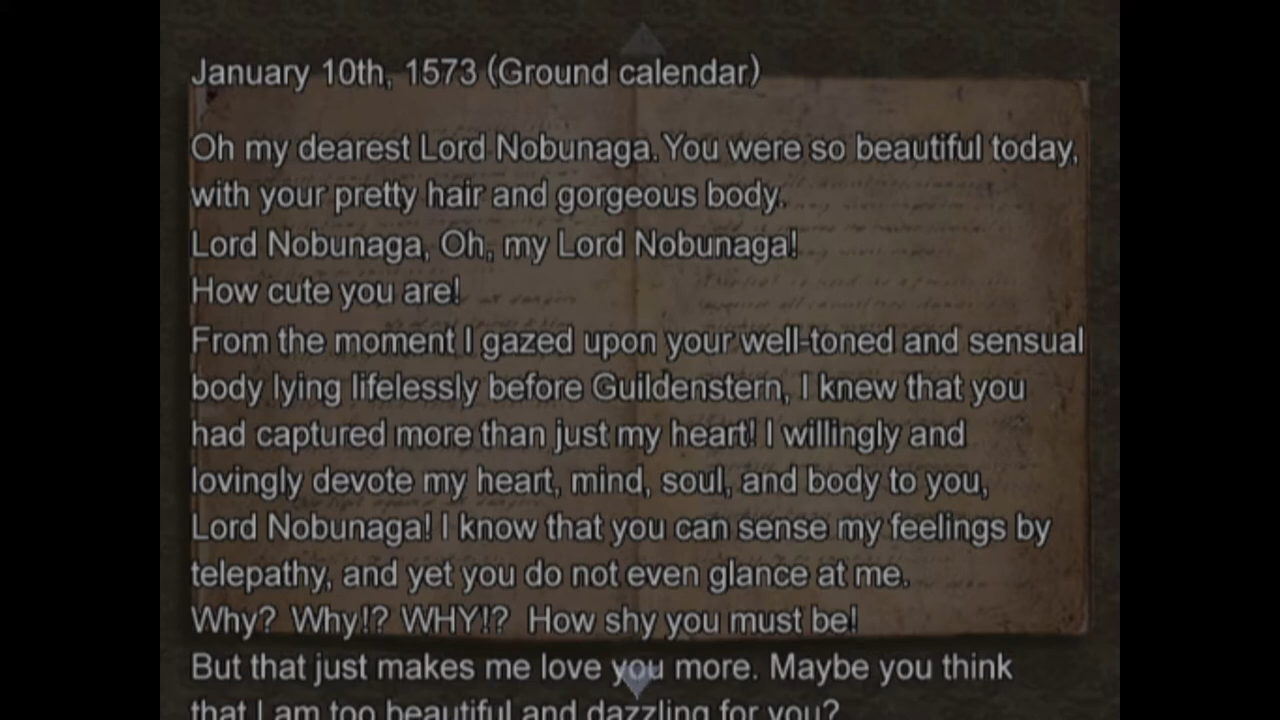 January 10th, 1573 (Ground calendar)
Oh my dearest Lord Nobunaga. You were so beautiful today,
with your pretty hair and gorgeous body.
Lord Nobunaga, Oh, my Lord Nobunaga!
How cute you are!
From the moment I gazed upon your well-toned and sensual
body lying lifelessly before Guildenstern, I knew that you
had captured more than just my heart! I willingly and
lovingly devote my heart, mind, soul, and body to you,
Lord Nobunaga! I know that you can sense my feelings by
telepathy, and yet you do not even glance at me.
Why? Why!? WHY!? How shy you must be!
But that just makes me love you more. Maybe you think
that I am too beautiful and dazzling for you?